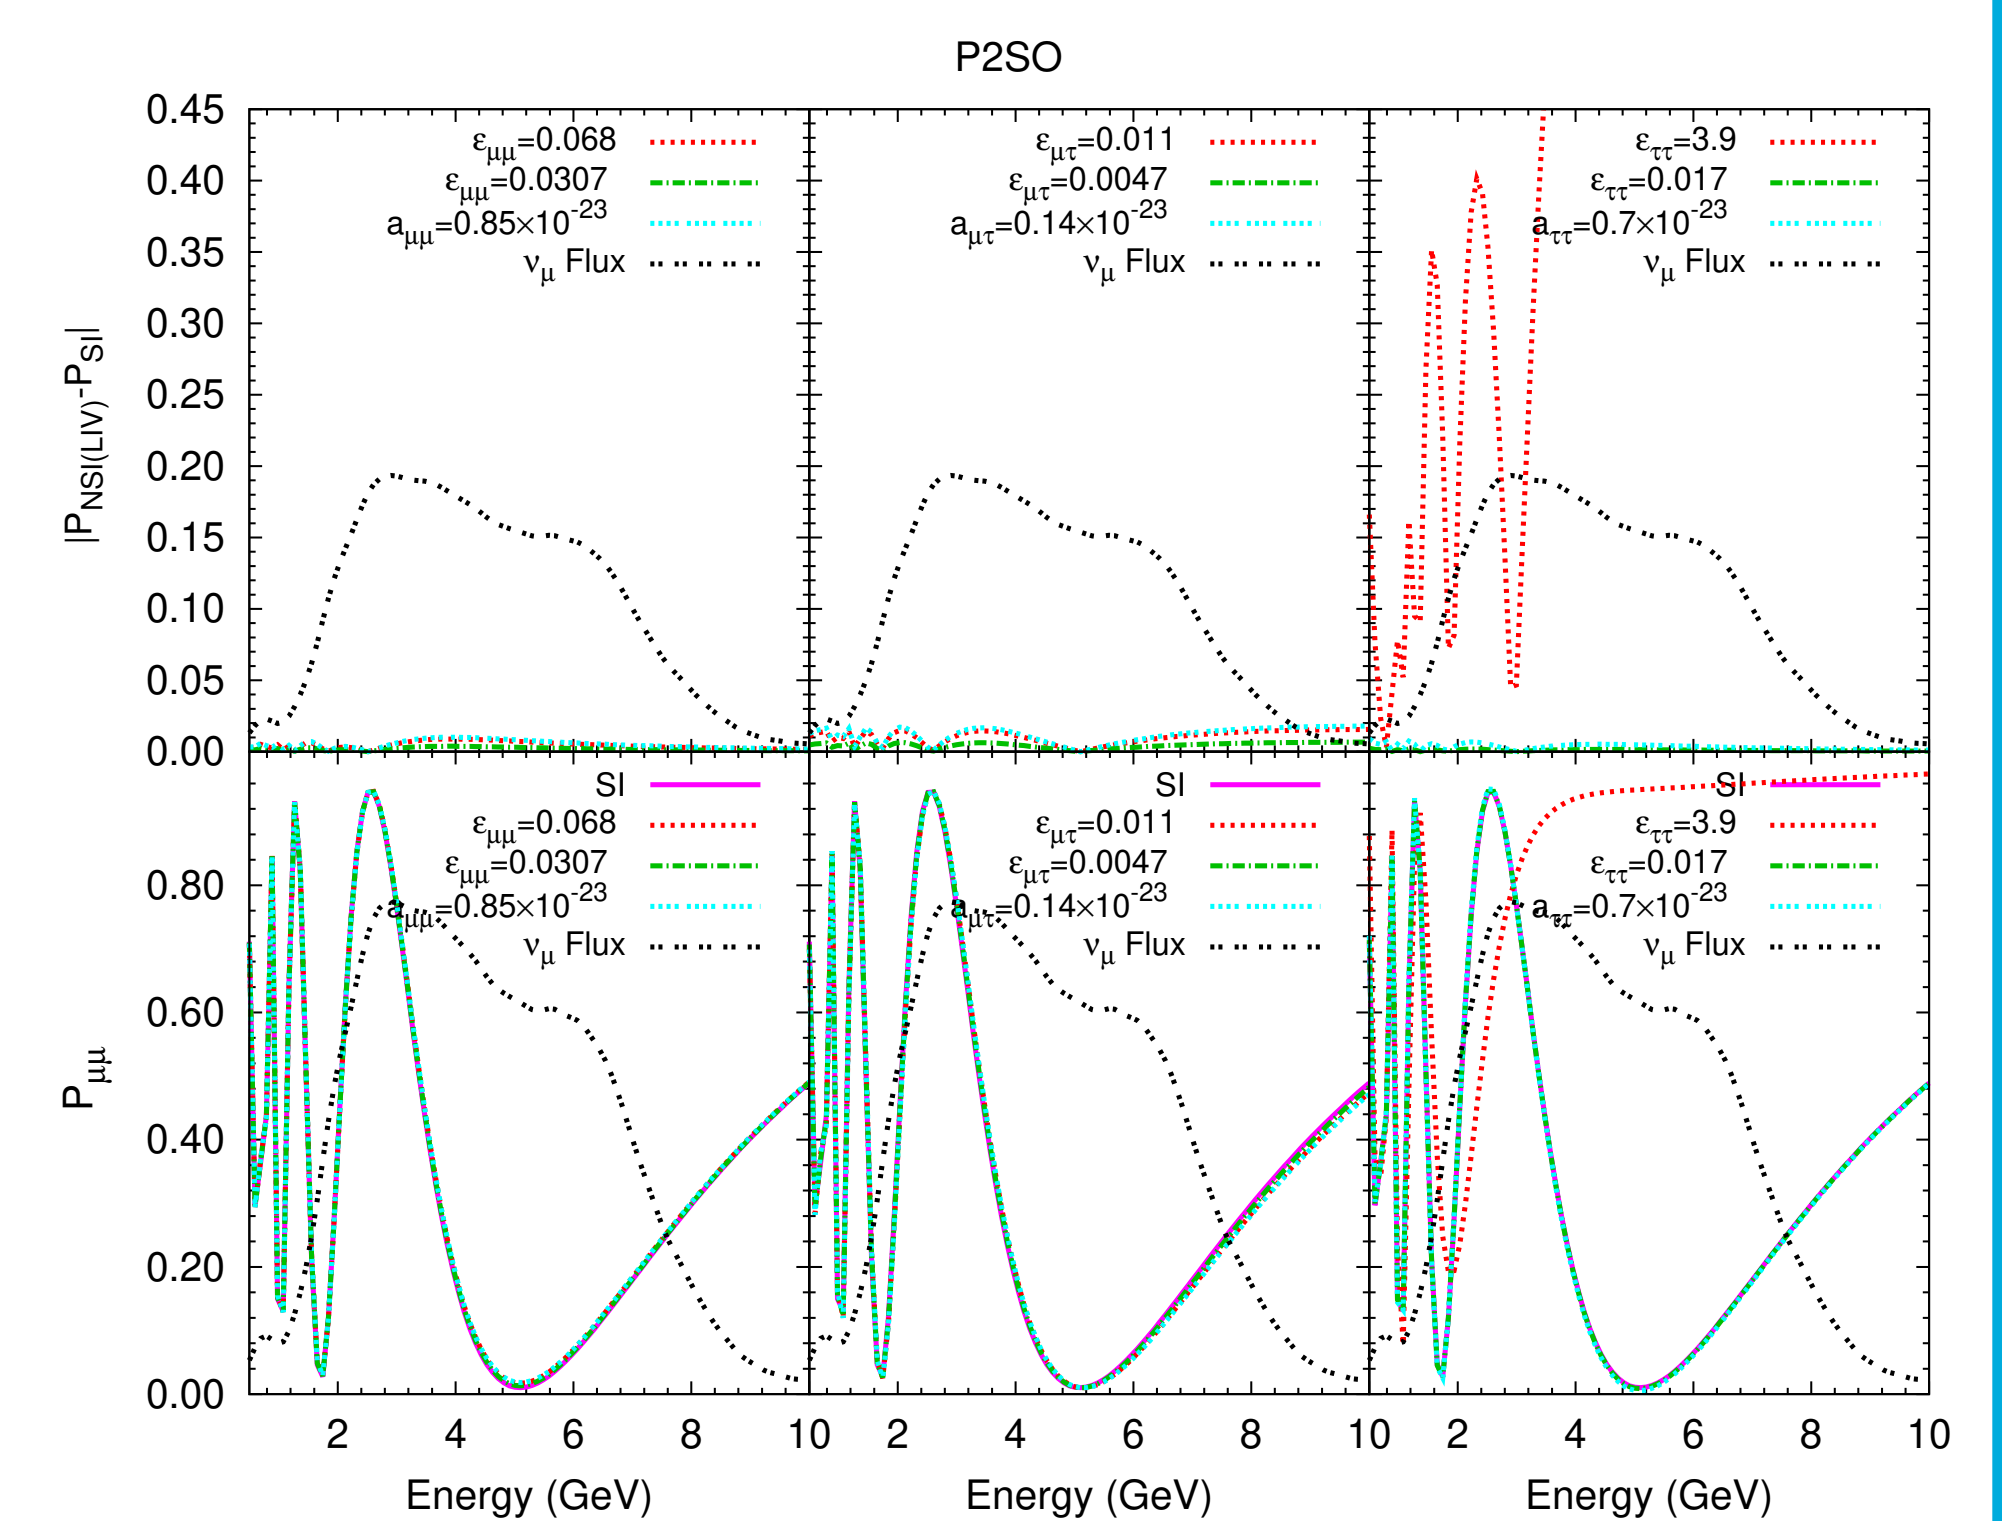 P2SO
|P_NSI(LIV)-P_SI|
0.45
0.40
0.35
0.30
0.25
0.20
0.15
0.10
0.05
0.00
ε_μμ=0.068
ε_μμ=0.0307
a_μμ=0.85×10^-23
ν_μ Flux
ε_μτ=0.011
ε_μτ=0.0047
a_μτ=0.14×10^-23
ν_μ Flux
ε_ττ=3.9
ε_ττ=0.017
a_ττ=0.7×10^-23
ν_μ Flux
P_μμ
0.80
0.60
0.40
0.20
0.00
SI
ε_μμ=0.068
ε_μμ=0.0307
a_μμ=0.85×10^-23
ν_μ Flux
SI
ε_μτ=0.011
ε_μτ=0.0047
a_μτ=0.14×10^-23
ν_μ Flux
SI
ε_ττ=3.9
ε_ττ=0.017
a_ττ=0.7×10^-23
ν_μ Flux
2 4 6 8 10 2 4 6 8 10 2 4 6 8 10
Energy (GeV) Energy (GeV) Energy (GeV)